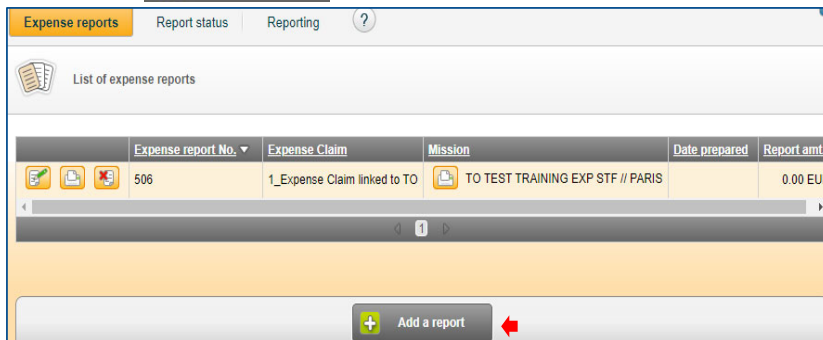 Expense reports Report status Reporting ?
List of expense reports
Expense report No. Expense Claim Mission Date prepared Report amt.
506 1_Expense Claim linked to TO TO TEST TRAINING EXP STF // PARIS 0.00 EU
1
Add a report